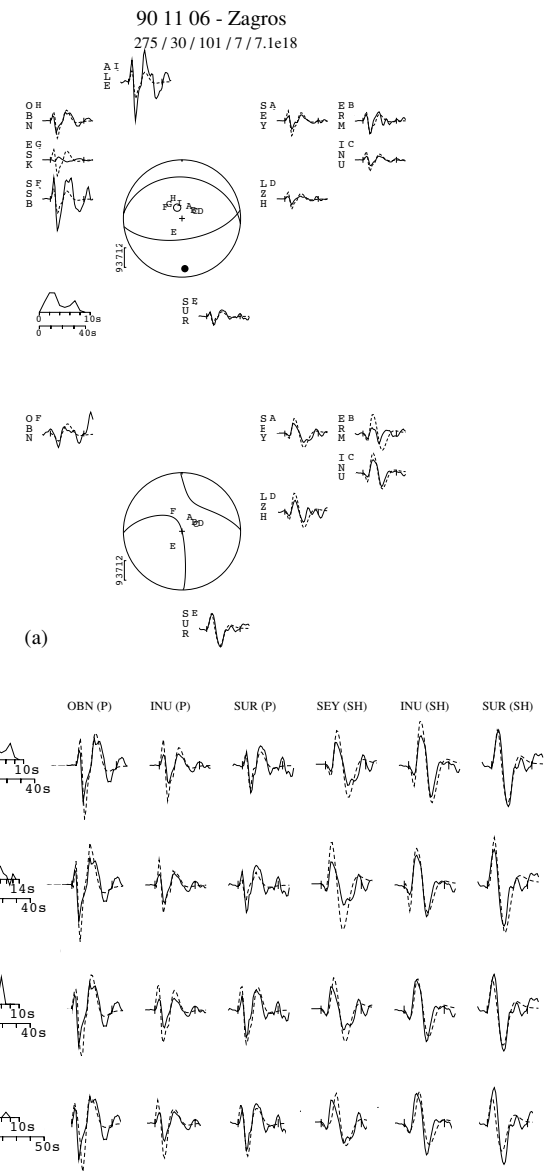 90 11 06 - Zagros
275 / 30 / 101 / 7 / 7.1e18
ALE I
OBN H
SEY A
ERM B
ESK G
INU C
SSB F
LZH D
H
F G I A B C D
E
93712
SUR E
0 10s
0 40s
OBN F
SEY A
ERM B
INU C
LZH D
F
A
E
93712
SUR E
(a)
OBN (P) INU (P) SUR (P) SEY (SH) INU (SH) SUR (SH)
10s
40s
14s
40s
10s
40s
10s
50s